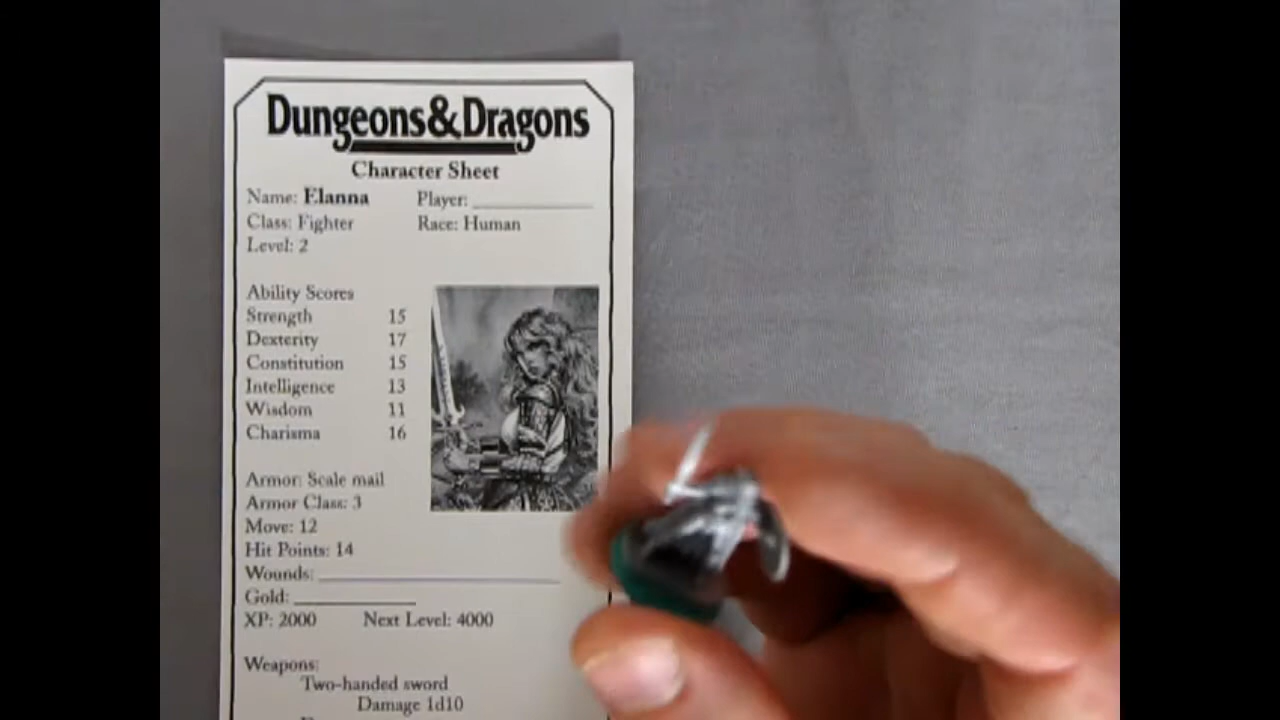 Dungeons&Dragons
Character Sheet
Name: Elanna Player:
Class: Fighter Race: Human
Level: 2
Ability Scores
Strength 15
Dexterity 17
Constitution 15
Intelligence 13
Wisdom 11
Charisma 16
Armor: Scale mail
Armor Class: 3
Move: 12
Hit Points: 14
Wounds:
Gold:
XP: 2000 Next Level: 4000
Weapons:
Two-handed sword
Damage 1d10